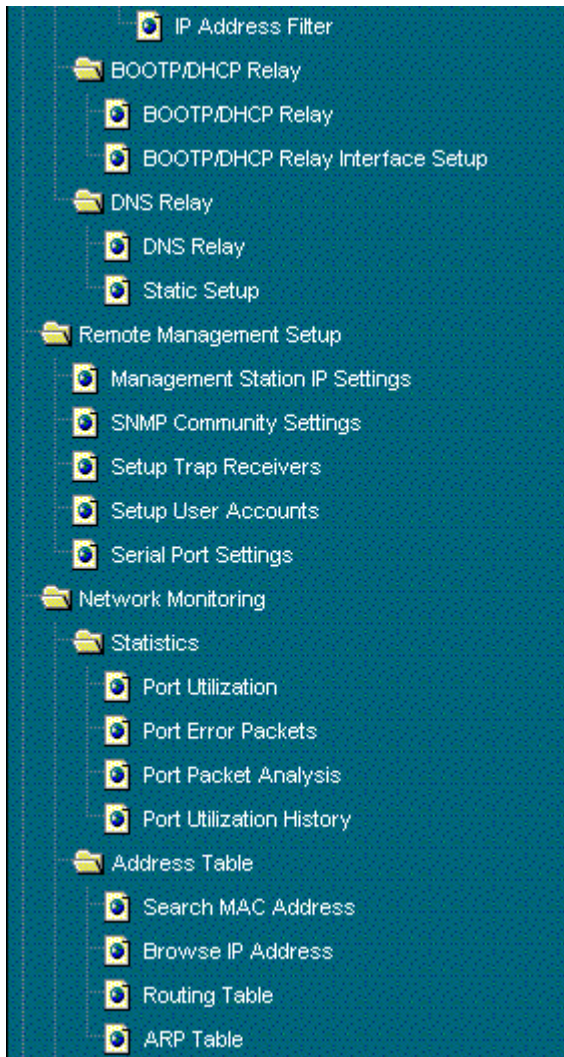 IP Address Filter
BOOTP/DHCP Relay
BOOTP/DHCP Relay
BOOTP/DHCP Relay Interface Setup
DNS Relay
DNS Relay
Static Setup
Remote Management Setup
Management Station IP Settings
SNMP Community Settings
Setup Trap Receivers
Setup User Accounts
Serial Port Settings
Network Monitoring
Statistics
Port Utilization
Port Error Packets
Port Packet Analysis
Port Utilization History
Address Table
Search MAC Address
Browse IP Address
Routing Table
ARP Table